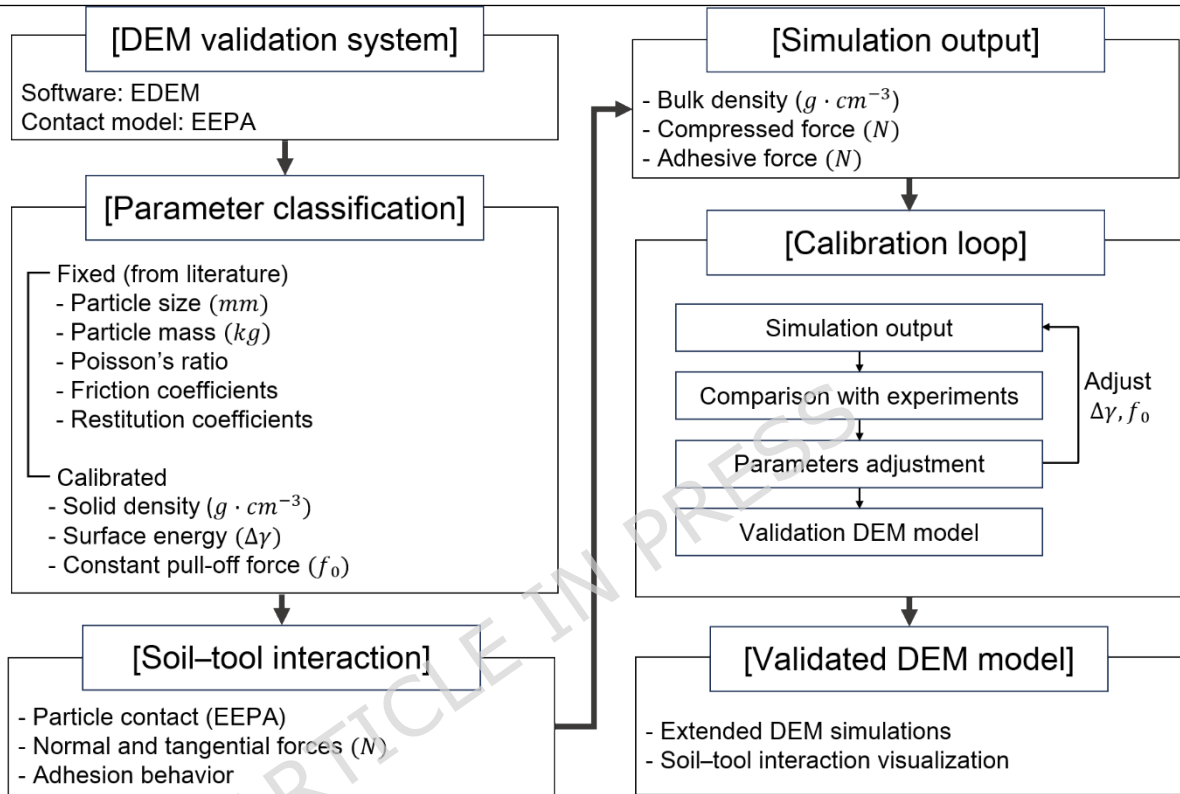 [DEM validation system]
Software: EDEM
Contact model: EEPA
[Parameter classification]
Fixed (from literature)
- Particle size (mm)
- Particle mass (kg)
- Poisson’s ratio
- Friction coefficients
- Restitution coefficients
Calibrated
- Solid density (g · cm⁻³)
- Surface energy (Δγ)
- Constant pull-off force (f₀)
[Soil–tool interaction]
- Particle contact (EEPA)
- Normal and tangential forces (N)
- Adhesion behavior
[Simulation output]
- Bulk density (g · cm⁻³)
- Compressed force (N)
- Adhesive force (N)
[Calibration loop]
Simulation output
Comparison with experiments
Parameters adjustment
Validation DEM model
Adjust
Δγ, f₀
[Validated DEM model]
- Extended DEM simulations
- Soil–tool interaction visualization
ARTICLE IN PRESS